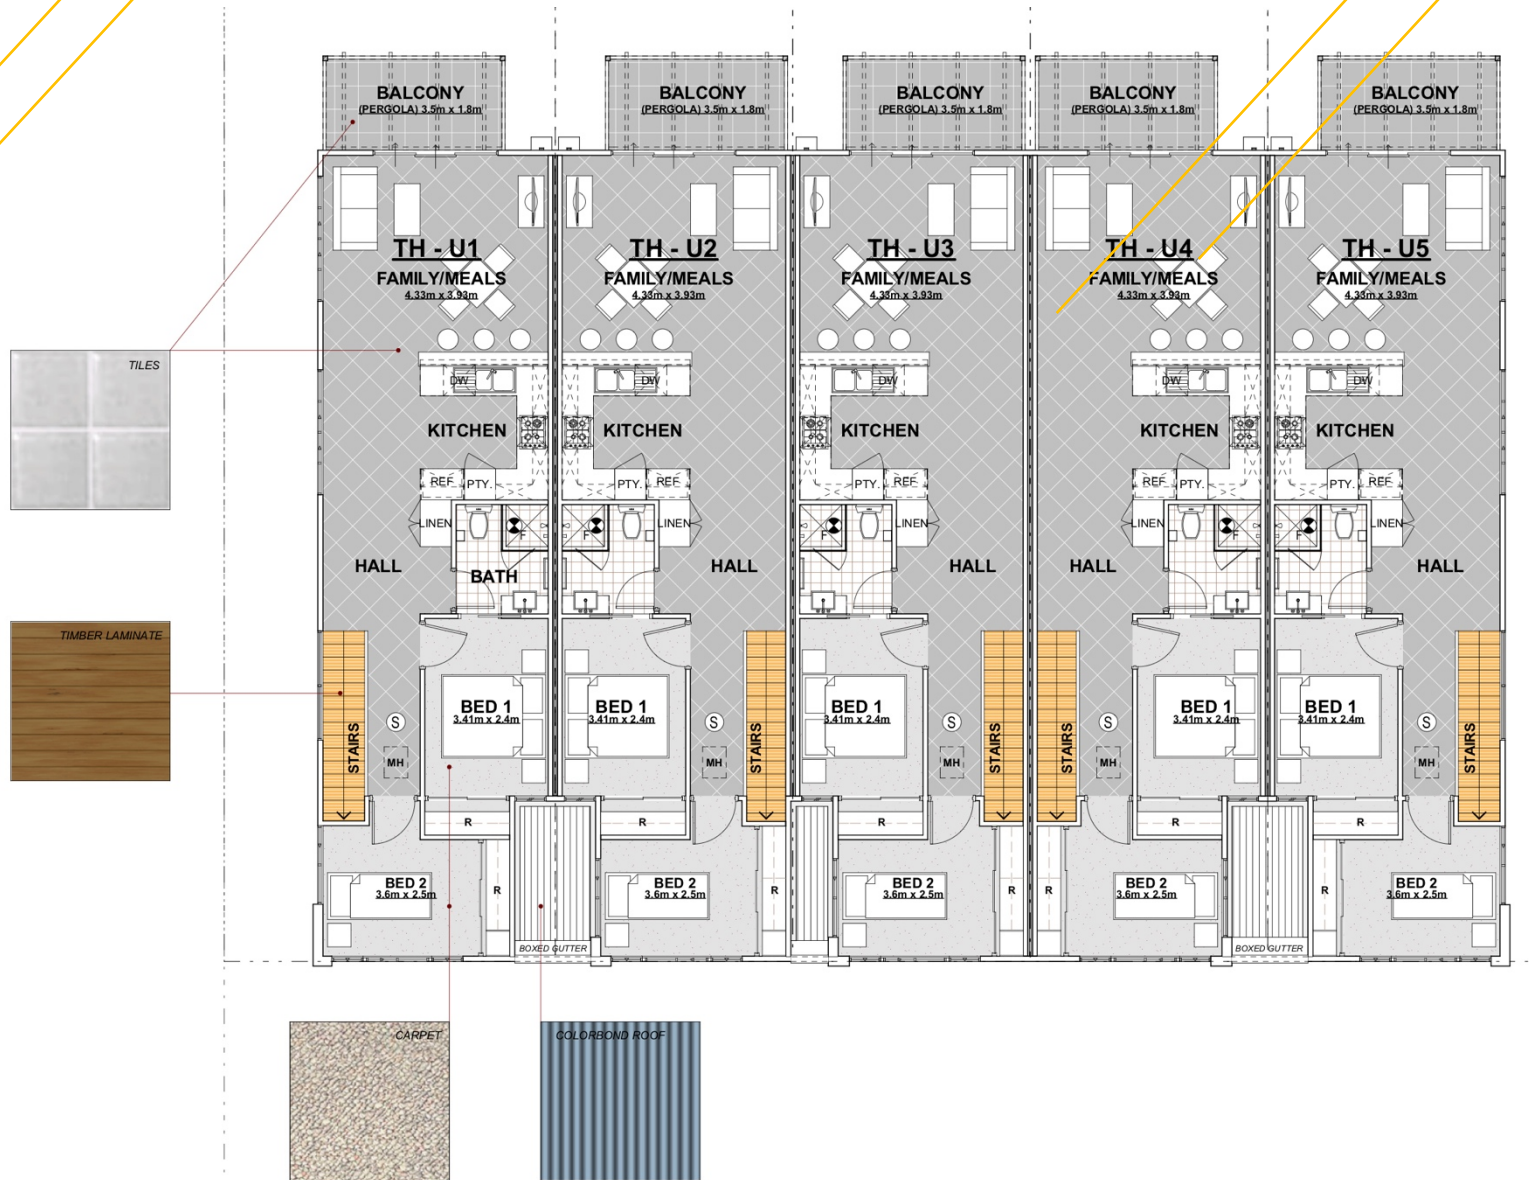 BALCONY
(PERGOLA) 3.5m x 1.8m
BALCONY
(PERGOLA) 3.5m x 1.8m
BALCONY
(PERGOLA) 3.5m x 1.8m
BALCONY
(PERGOLA) 3.5m x 1.8m
BALCONY
(PERGOLA) 3.5m x 1.8m
TH - U1
FAMILY/MEALS
4.33m x 3.93m
TH - U2
FAMILY/MEALS
4.33m x 3.93m
TH - U3
FAMILY/MEALS
4.33m x 3.93m
TH - U4
FAMILY/MEALS
4.33m x 3.93m
TH - U5
FAMILY/MEALS
4.33m x 3.93m
TILES
DW
DW
DW
DW
DW
KITCHEN
KITCHEN
KITCHEN
KITCHEN
KITCHEN
REF
PTY.
PTY.
REF
PTY.
REF
REF
PTY.
PTY.
REF
LINEN
F
F
LINEN
F
LINEN
LINEN
F
F
LINEN
HALL
BATH
HALL
HALL
HALL
HALL
TIMBER LAMINATE
BED 1
3.41m x 2.4m
BED 1
3.41m x 2.4m
BED 1
3.41m x 2.4m
BED 1
3.41m x 2.4m
BED 1
3.41m x 2.4m
S
S
S
S
S
STAIRS
STAIRS
STAIRS
STAIRS
STAIRS
MH
MH
MH
MH
MH
R
R
R
R
R
BED 2
3.6m x 2.5m
R
BED 2
3.6m x 2.5m
R
BED 2
3.6m x 2.5m
R
R
BED 2
3.6m x 2.5m
R
BED 2
3.6m x 2.5m
BOXED GUTTER
BOXED GUTTER
CARPET
COLORBOND ROOF